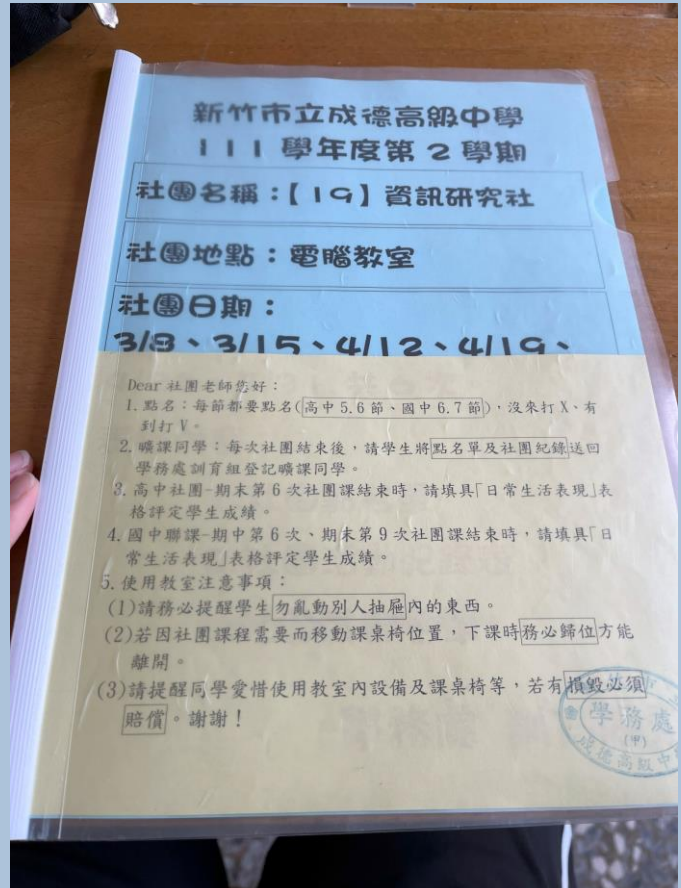 新竹市立成德高級中學
111 學年度第 2 學期
社團名稱：【19】資訊研究社
社團地點：電腦教室
社團日期：
3/8、3/15、4/12、4/19、
Dear 社團老師您好：
1. 點名：每節都要點名(高中 5.6 節、國中 6.7 節)，沒來打 X、有
到打 V。
2. 曠課同學：每次社團結束後，請學生將點名單及社團紀錄送回
學務處訓育組登記曠課同學。
3. 高中社團-期末第 6 次社團課結束時，請填具「日常生活表現」表
格評定學生成績。
4. 國中聯課-期中第 6 次、期末第 9 次社團課結束時，請填具「日
常生活表現」表格評定學生成績。
5. 使用教室注意事項：
(1)請務必提醒學生勿亂動別人抽屜內的東西。
(2)若因社團課程需要而移動課桌椅位置，下課時務必歸位方能
離開。
(3)請提醒同學愛惜使用教室內設備及課桌椅等，若有損毀必須
賠償。謝謝！
學務處
(甲)
成德高級中